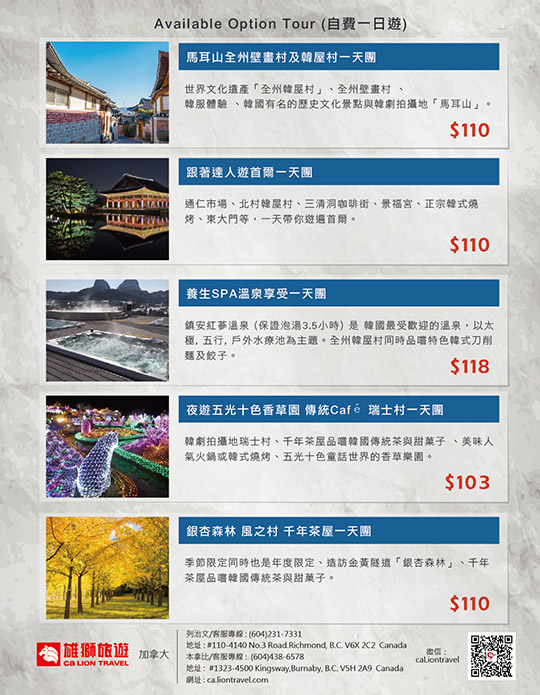 Available Option Tour (自費一日遊)
馬耳山全州壁畫村及韓屋村一天團
世界文化遺產「全州韓屋村」、全州壁畫村 、
韓服體驗 、韓國有名的歷史文化景點與韓劇拍攝地「馬耳山」。
$110
跟著達人遊首爾一天團
通仁市場、北村韓屋村、三清洞咖啡街、景福宮、正宗韓式燒
烤、東大門等，一天帶你遊遍首爾。
$110
養生SPA溫泉享受一天團
鎮安紅蔘溫泉 (保證泡湯3.5小時) 是 韓國最受歡迎的溫泉，以太
極, 五行, 戶外水療池為主題。全州韓屋村同時品嚐特色韓式刀削
麵及餃子。
$118
夜遊五光十色香草園 傳統Café 瑞士村一天團
韓劇拍攝地瑞士村、千年茶屋品嚐韓國傳統茶與甜菓子 、美味人
氣火鍋或韓式燒烤、五光十色童話世界的香草樂園。
$103
銀杏森林 風之村 千年茶屋一天團
季節限定同時也是年度限定、造訪金黃隧道「銀杏森林」、千年
茶屋品嚐韓國傳統茶與甜菓子。
$110
雄獅旅遊 加拿大
CA LION TRAVEL
列治文/客服專線 : (604)231-7331
地址 : #110-4140 No.3 Road.Richmond, B.C. V6X 2C2 Canada
本拿比/客服專線 : (604)438-6578
地址 : #1323-4500 Kingsway,Burnaby, B.C. V5H 2A9 Canada
網址 : ca.liontravel.com
微信 :
caLiontravel